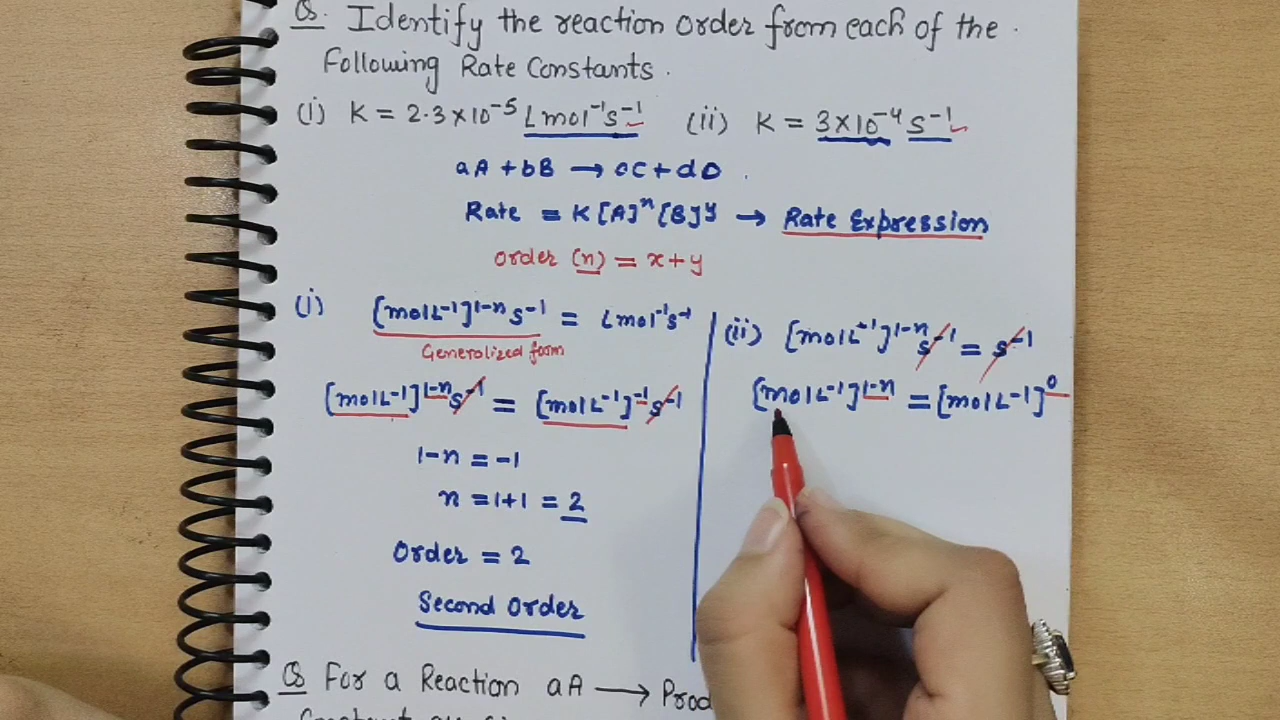 Q. Identify the reaction order from each of the
Following Rate Constants.
(i) K = 2.3×10⁻⁵ L mol⁻¹s⁻¹ (ii) K = 3×10⁻⁴ s⁻¹
aA + bB → cC + dD.
Rate = K[A]ⁿ[B]ʸ → Rate Expression
Order (n) = x+y
(i) [mol L⁻¹]¹⁻ⁿ s⁻¹ = L mol⁻¹s⁻¹
Generalized form
[mol L⁻¹]¹⁻ⁿ s⁻¹ = [mol L⁻¹]⁻¹ s⁻¹
1-n = -1
n = 1+1 = 2
Order = 2
Second Order
(ii) [mol L⁻¹]¹⁻ⁿ s⁻¹ = s⁻¹
[mol L⁻¹]¹⁻ⁿ = [mol L⁻¹]⁰
Q For a Reaction aA → Prod